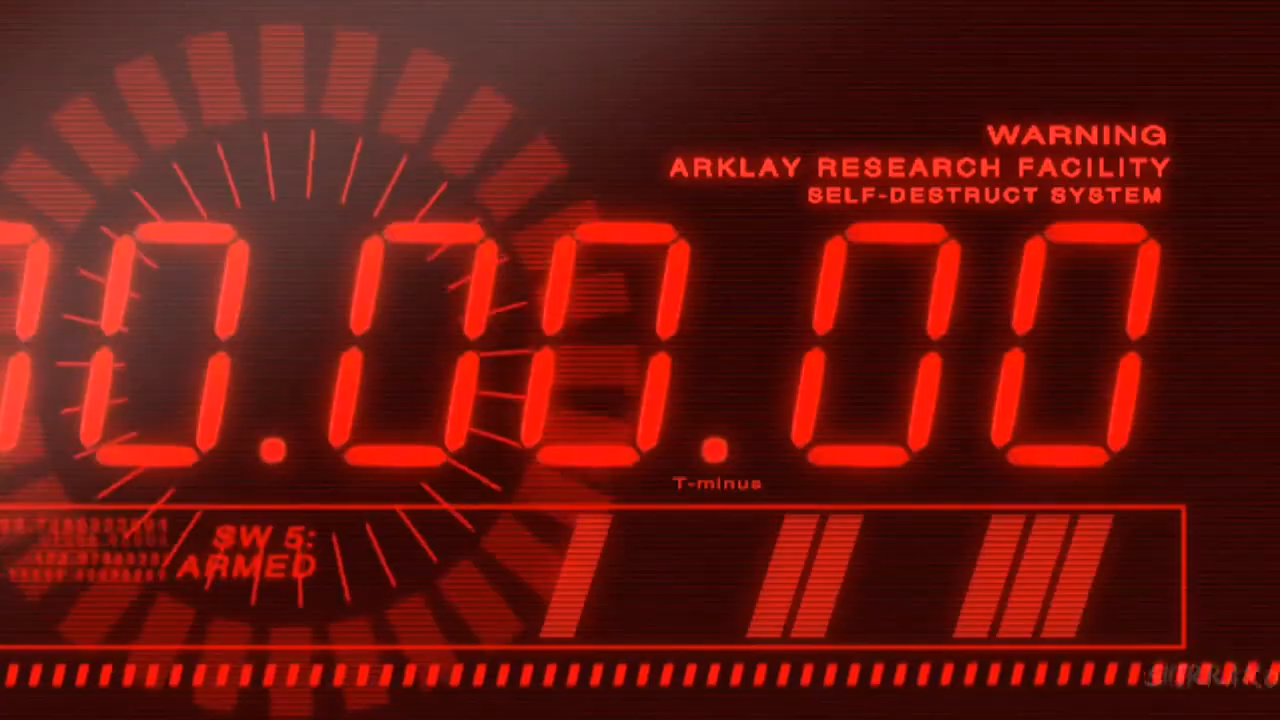 WARNING
ARKLAY RESEARCH FACILITY
SELF-DESTRUCT SYSTEM
00.00.00
T-minus
SW 5:
ARMED